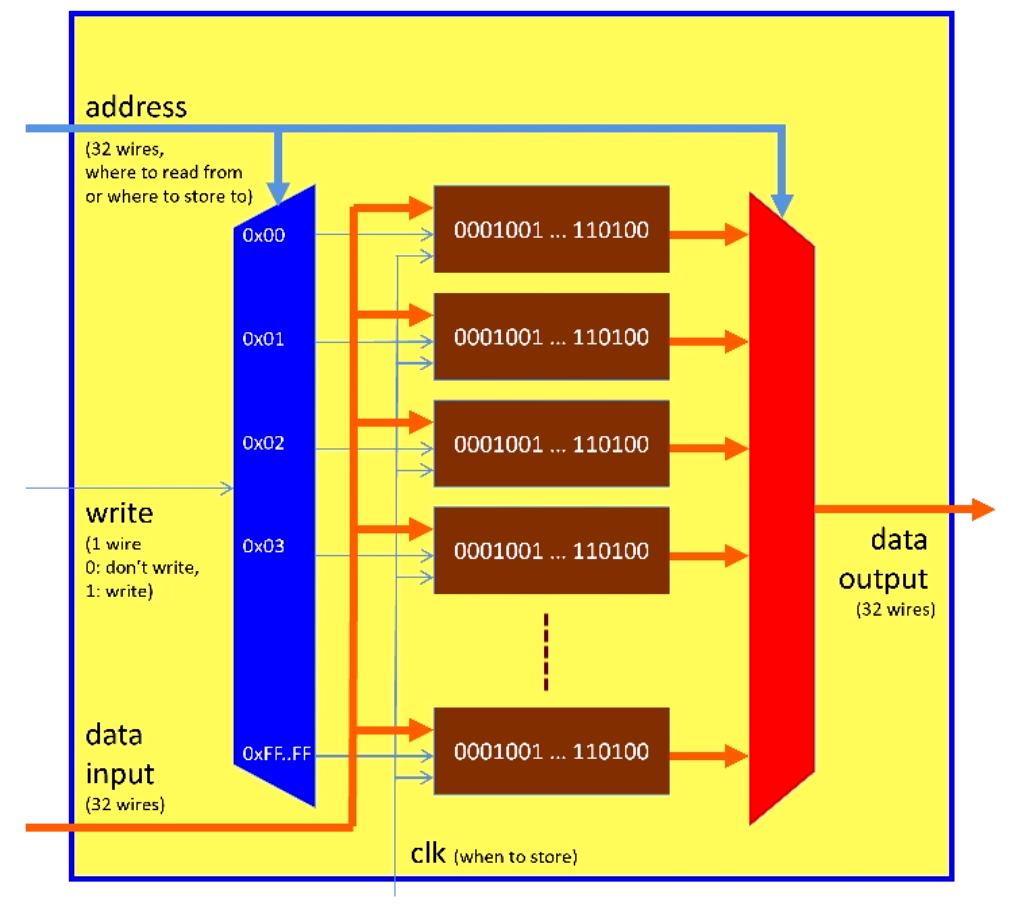 address
(32 wires,
where to read from
or where to store to)
0x00
0001001 ... 110100
0x01
0001001 ... 110100
0x02
0001001 ... 110100
write
(1 wire
0: don't write,
1: write)
0x03
0001001 ... 110100
data
output
(32 wires)
data
input
(32 wires)
0xFF..FF
0001001 ... 110100
clk (when to store)